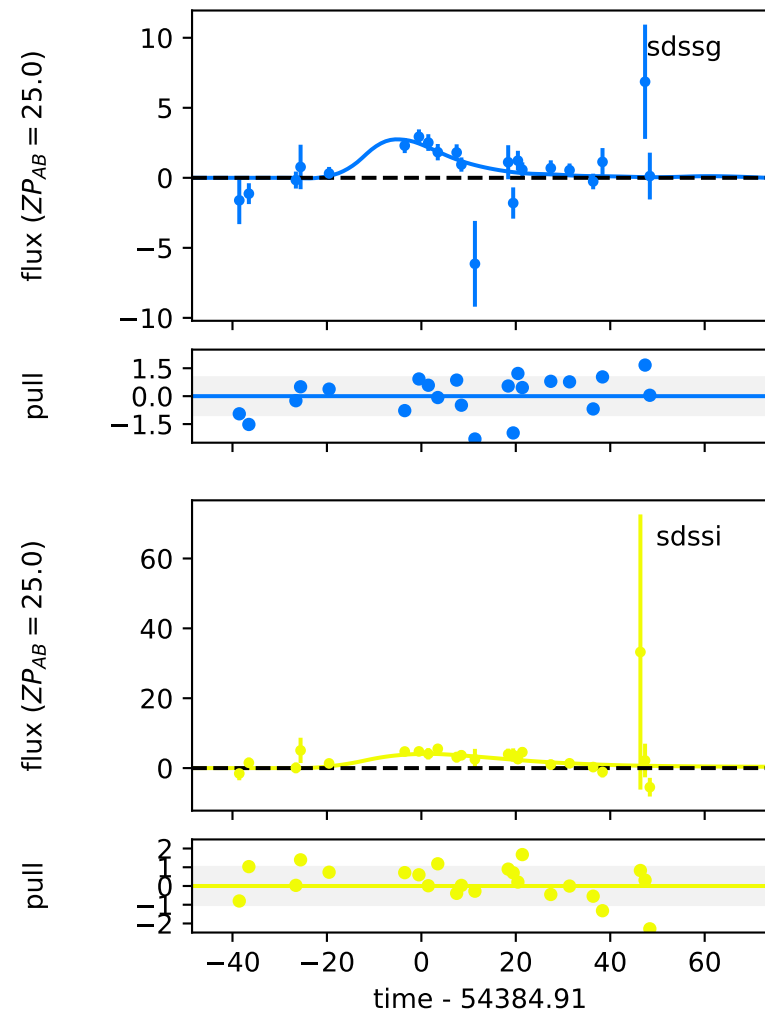 10
sdssg
5
0
−5
−10
flux (ZP_AB = 25.0)
1.5
0.0
−1.5
pull
60
sdssi
40
20
0
flux (ZP_AB = 25.0)
2
1
0
−1
−2
pull
−40 −20 0 20 40 60
time - 54384.91